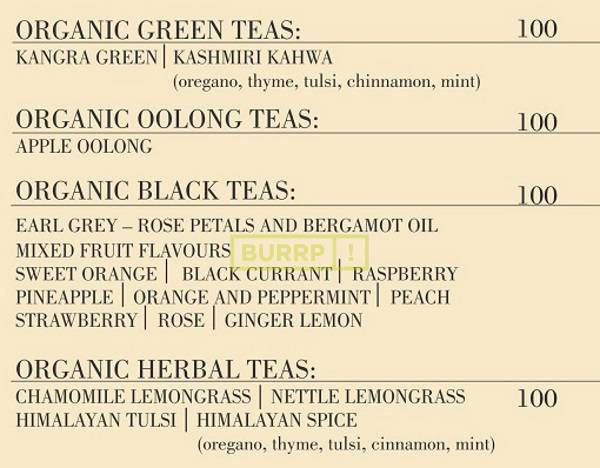 ORGANIC GREEN TEAS: 100
KANGRA GREEN | KASHMIRI KAHWA
(oregano, thyme, tulsi, chinnamon, mint)
ORGANIC OOLONG TEAS: 100
APPLE OOLONG
ORGANIC BLACK TEAS: 100
EARL GREY – ROSE PETALS AND BERGAMOT OIL
MIXED FRUIT FLAVOURS
BURRP!
SWEET ORANGE | BLACK CURRANT | RASPBERRY
PINEAPPLE | ORANGE AND PEPPERMINT | PEACH
STRAWBERRY | ROSE | GINGER LEMON
ORGANIC HERBAL TEAS:
CHAMOMILE LEMONGRASS | NETTLE LEMONGRASS 100
HIMALAYAN TULSI | HIMALAYAN SPICE
(oregano, thyme, tulsi, cinnamon, mint)